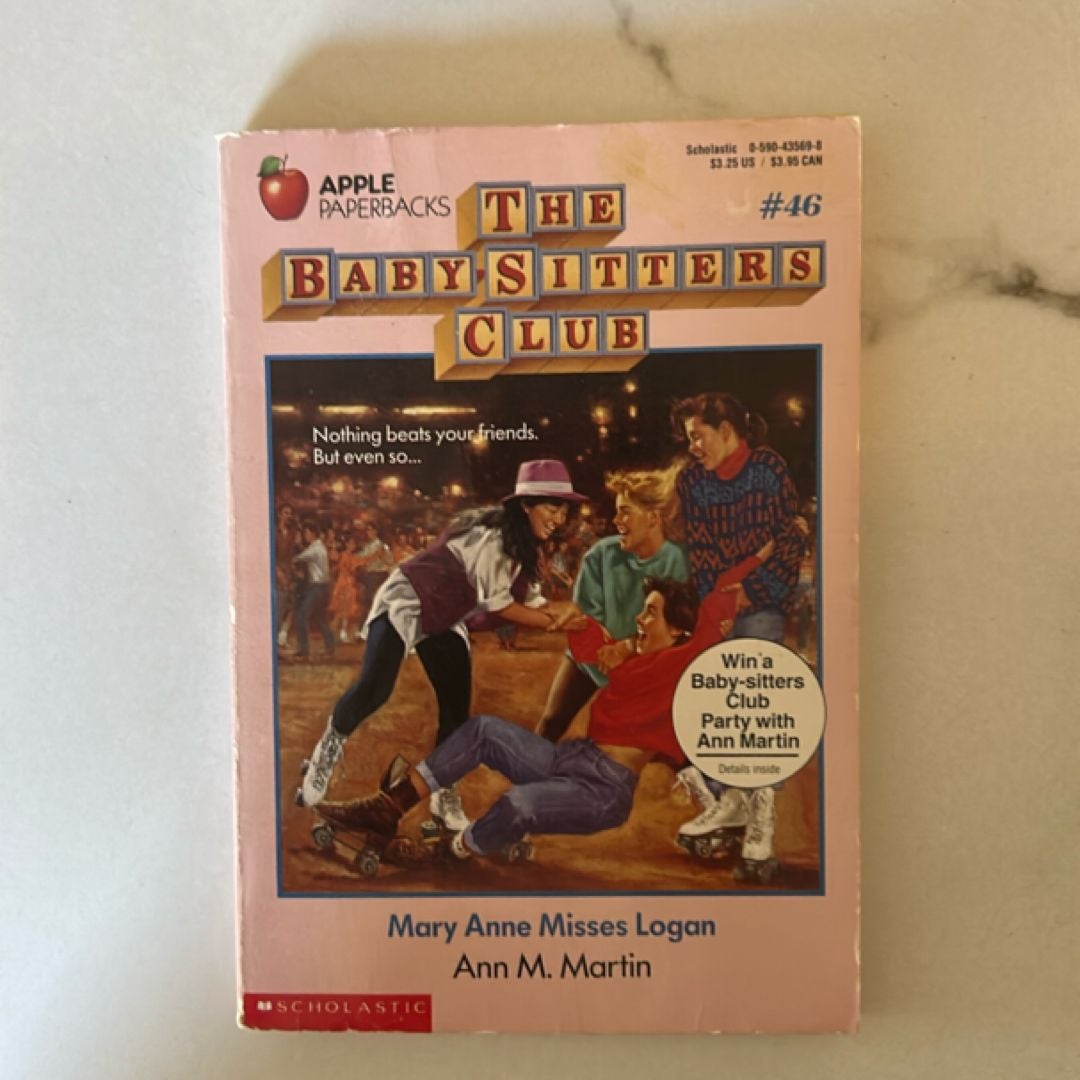 APPLE
PAPERBACKS
Scholastic 0-590-43569-8
$3.25 US / $3.95 CAN
#46
THE
BABY-SITTERS
CLUB
Nothing beats your friends.
But even so...
Win a
Baby-sitters
Club
Party with
Ann Martin
Details inside
Mary Anne Misses Logan
Ann M. Martin
SCHOLASTIC